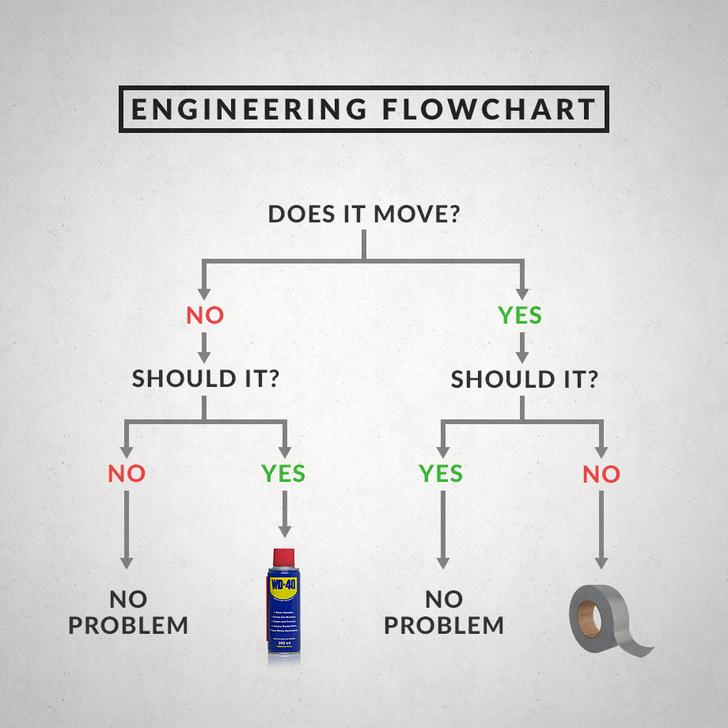 ENGINEERING FLOWCHART
DOES IT MOVE?
NO
YES
SHOULD IT?
SHOULD IT?
NO
YES
YES
NO
NO
PROBLEM
WD-40
NO
PROBLEM